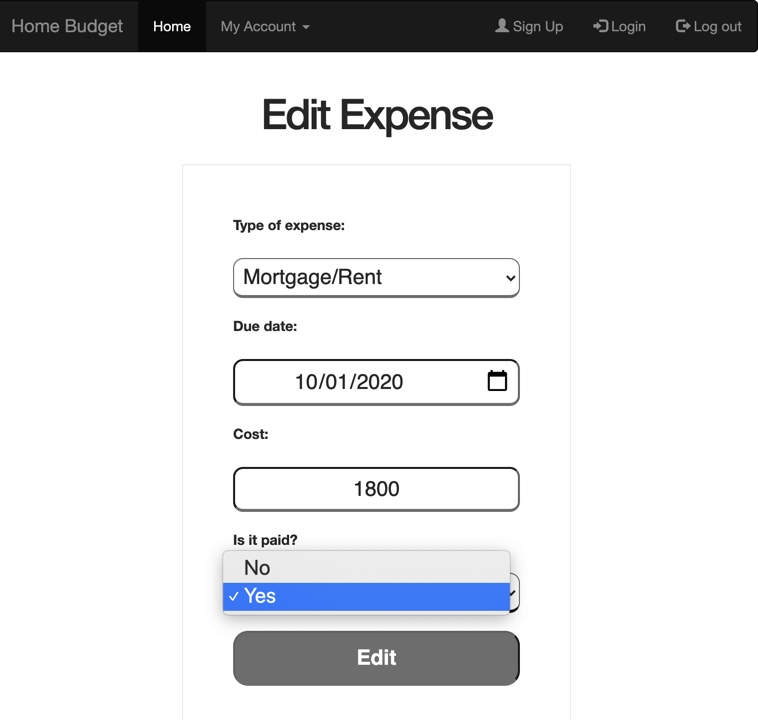 Home Budget Home My Account Sign Up Login Log out
Edit Expense
Type of expense:
Mortgage/Rent
Due date:
10/01/2020
Cost:
1800
Is it paid?
No
✓ Yes
Edit